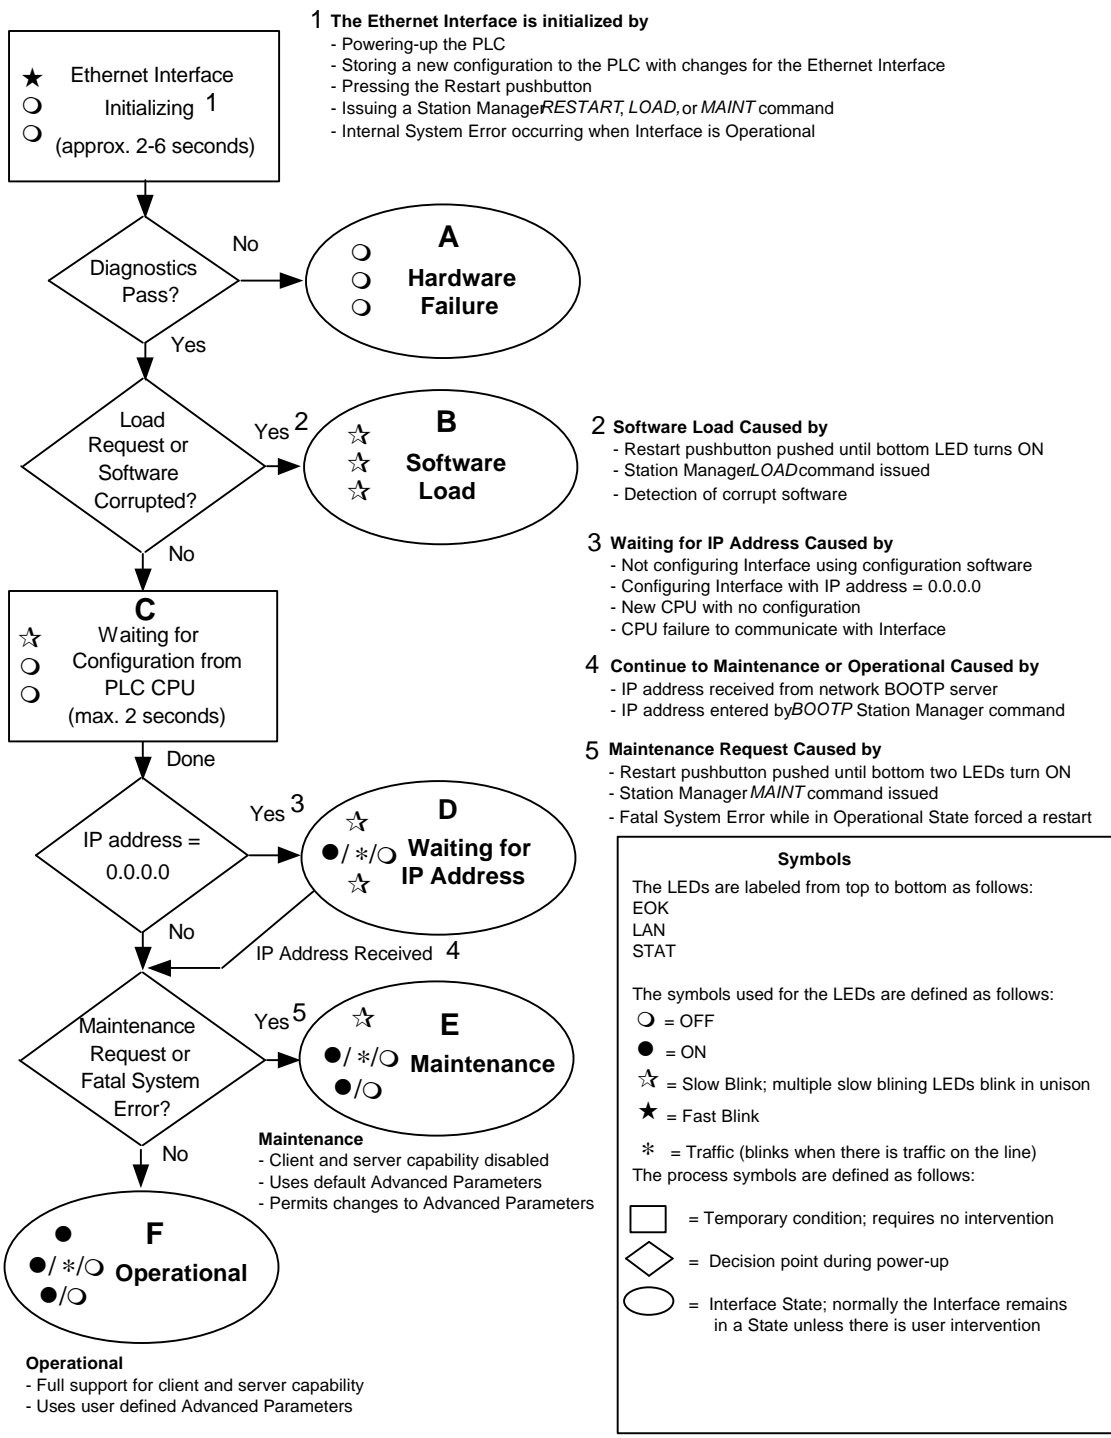 1 The Ethernet Interface is initialized by
- Powering-up the PLC
- Storing a new configuration to the PLC with changes for the Ethernet Interface
- Pressing the Restart pushbutton
- Issuing a Station Manager RESTART, LOAD, or MAINT command
- Internal System Error occurring when Interface is Operational
Ethernet Interface
Initializing 1
(approx. 2-6 seconds)
Diagnostics
Pass?
No
A
Hardware
Failure
Yes
Load
Request or
Software
Corrupted?
Yes 2
B
Software
Load
2 Software Load Caused by
- Restart pushbutton pushed until bottom LED turns ON
- Station Manager LOAD command issued
- Detection of corrupt software
No
3 Waiting for IP Address Caused by
- Not configuring Interface using configuration software
- Configuring Interface with IP address = 0.0.0.0
- New CPU with no configuration
- CPU failure to communicate with Interface
C
Waiting for
Configuration from
PLC CPU
(max. 2 seconds)
4 Continue to Maintenance or Operational Caused by
- IP address received from network BOOTP server
- IP address entered by BOOTP Station Manager command
Done
5 Maintenance Request Caused by
- Restart pushbutton pushed until bottom two LEDs turn ON
- Station Manager MAINT command issued
- Fatal System Error while in Operational State forced a restart
IP address =
0.0.0.0
Yes 3
D
/ */
Waiting for
IP Address
No
IP Address Received 4
Maintenance
Request or
Fatal System
Error?
Yes 5
E
/ */
Maintenance
/
No
Maintenance
- Client and server capability disabled
- Uses default Advanced Parameters
- Permits changes to Advanced Parameters
F
/ */
Operational
/
Operational
- Full support for client and server capability
- Uses user defined Advanced Parameters
Symbols
The LEDs are labeled from top to bottom as follows:
EOK
LAN
STAT
The symbols used for the LEDs are defined as follows:
= OFF
= ON
= Slow Blink; multiple slow blining LEDs blink in unison
= Fast Blink
* = Traffic (blinks when there is traffic on the line)
The process symbols are defined as follows:
= Temporary condition; requires no intervention
= Decision point during power-up
= Interface State; normally the Interface remains
in a State unless there is user intervention